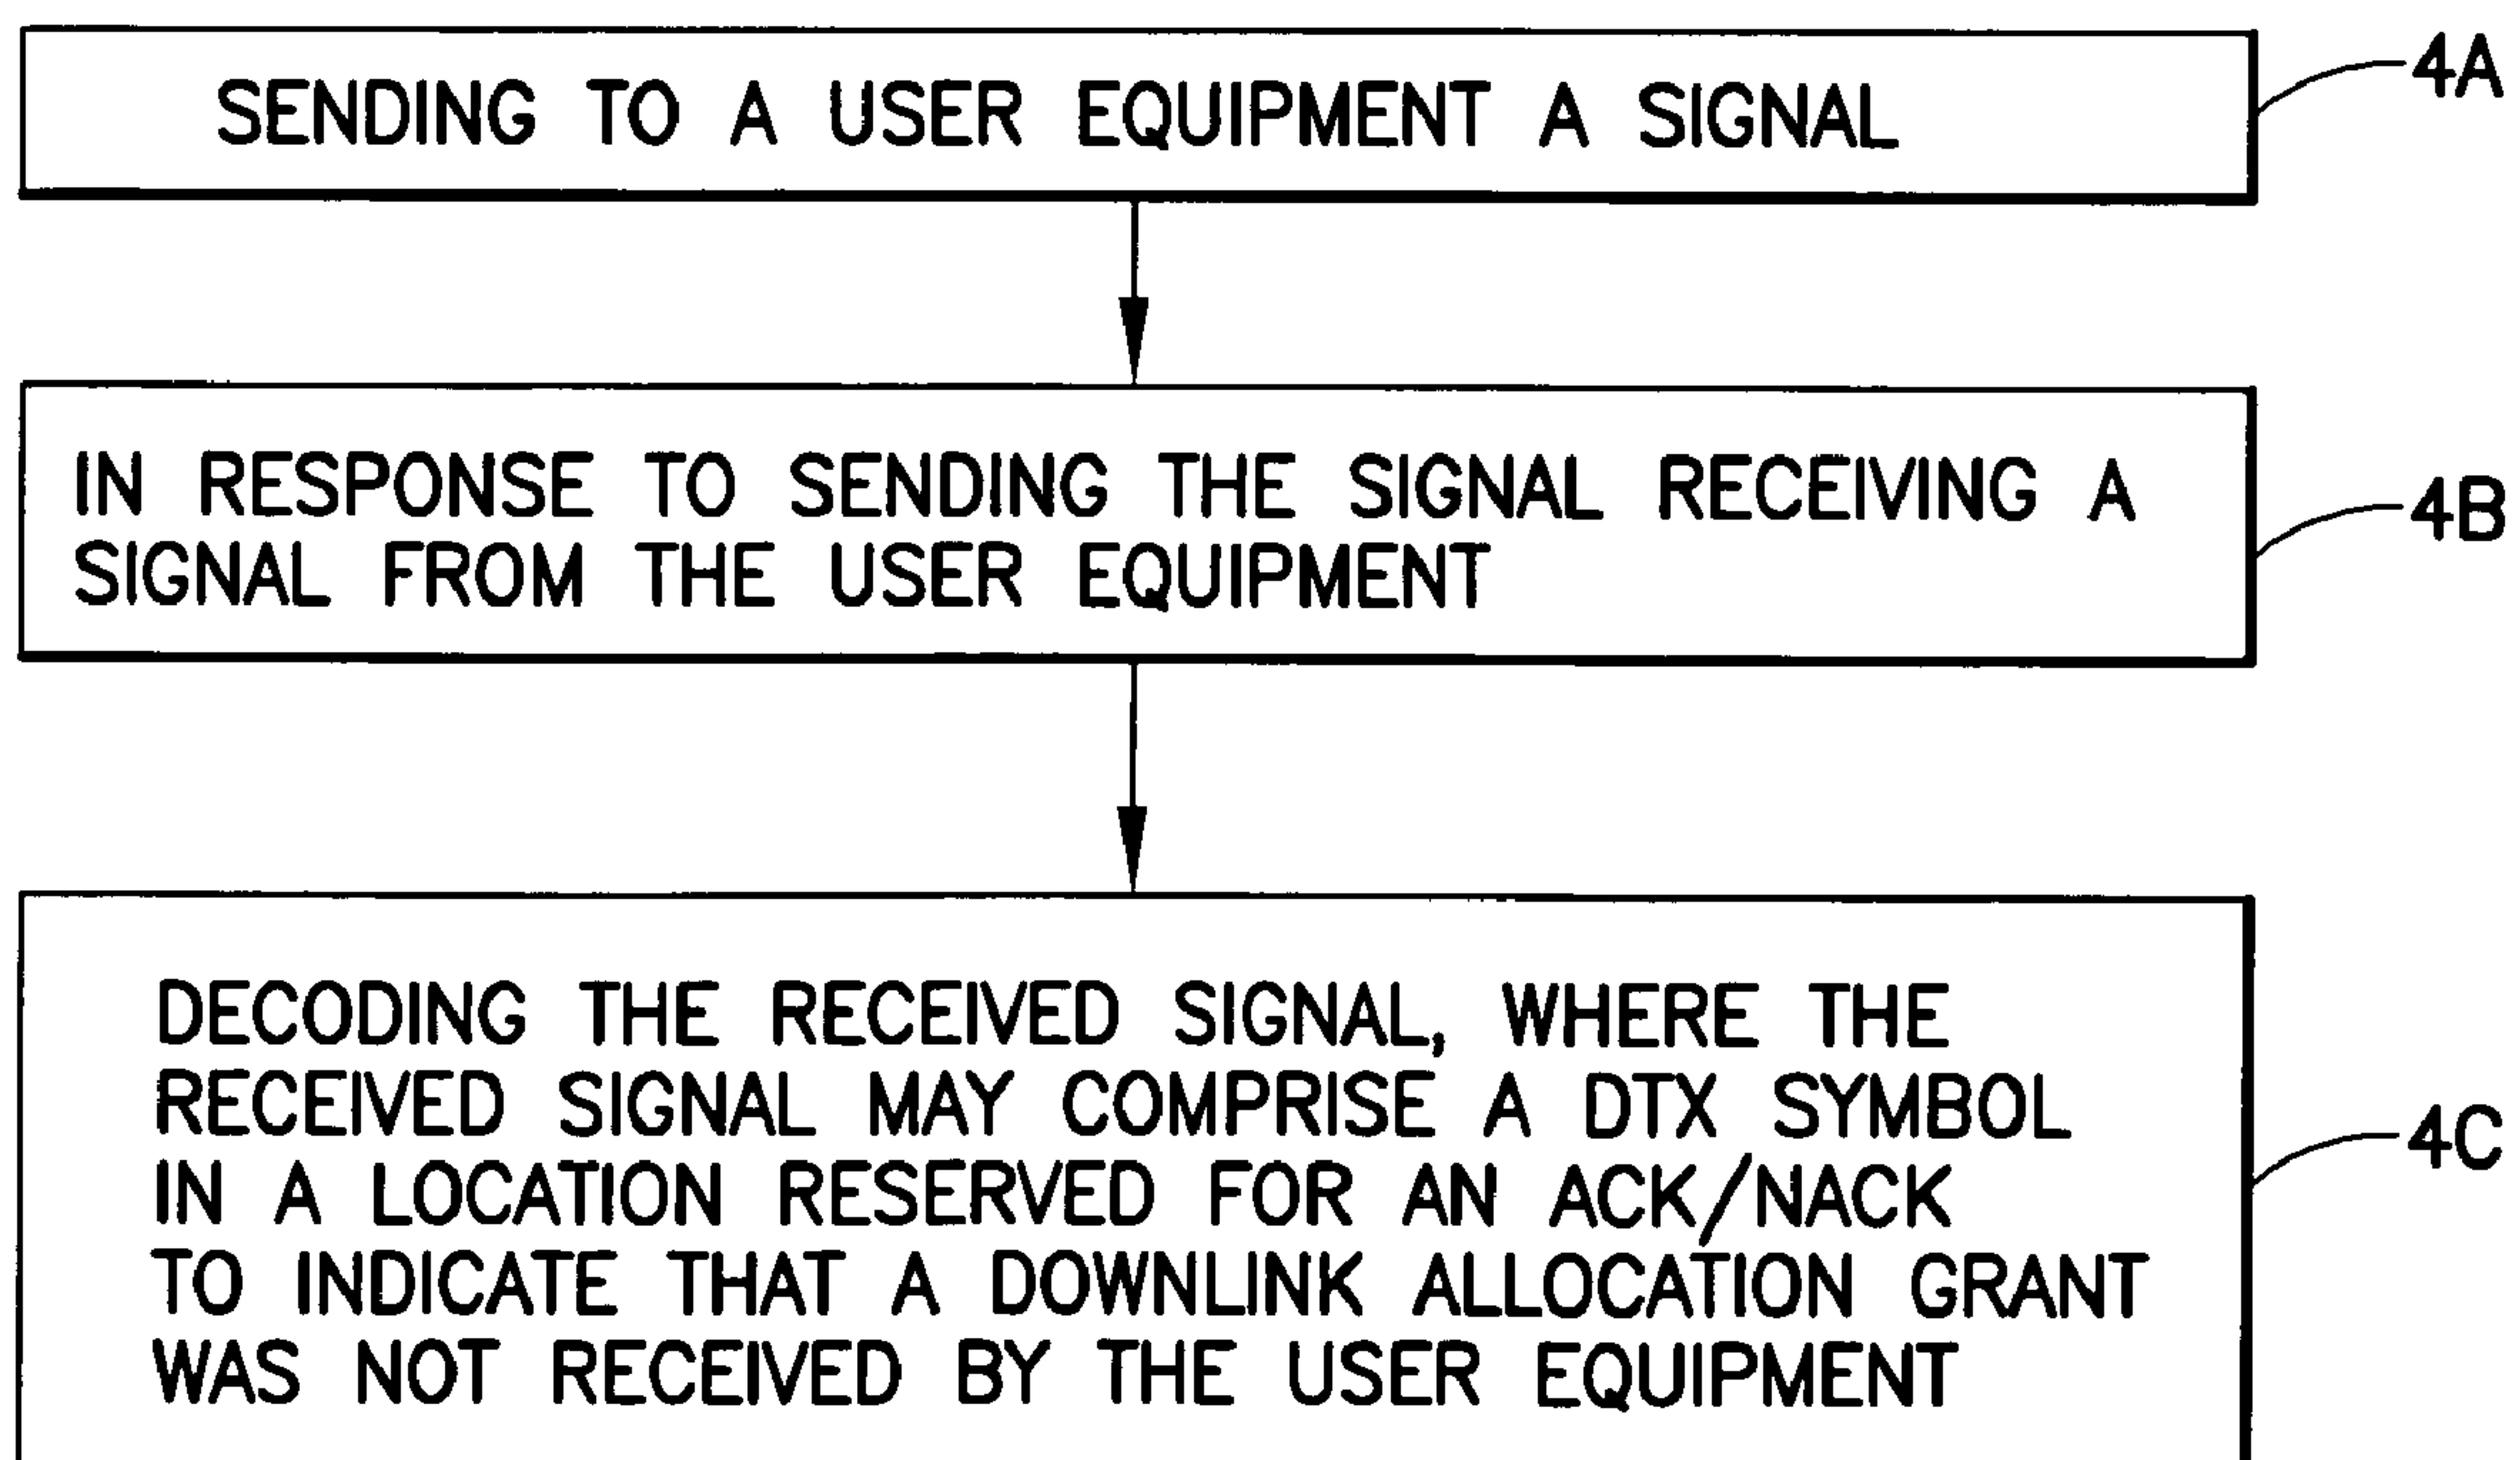 SENDING TO A USER EQUIPMENT A SIGNAL
4A
IN RESPONSE TO SENDING THE SIGNAL RECEIVING A
SIGNAL FROM THE USER EQUIPMENT
4B
DECODING THE RECEIVED SIGNAL, WHERE THE
RECEIVED SIGNAL MAY COMPRISE A DTX SYMBOL
IN A LOCATION RESERVED FOR AN ACK/NACK
TO INDICATE THAT A DOWNLINK ALLOCATION GRANT
WAS NOT RECEIVED BY THE USER EQUIPMENT
4C